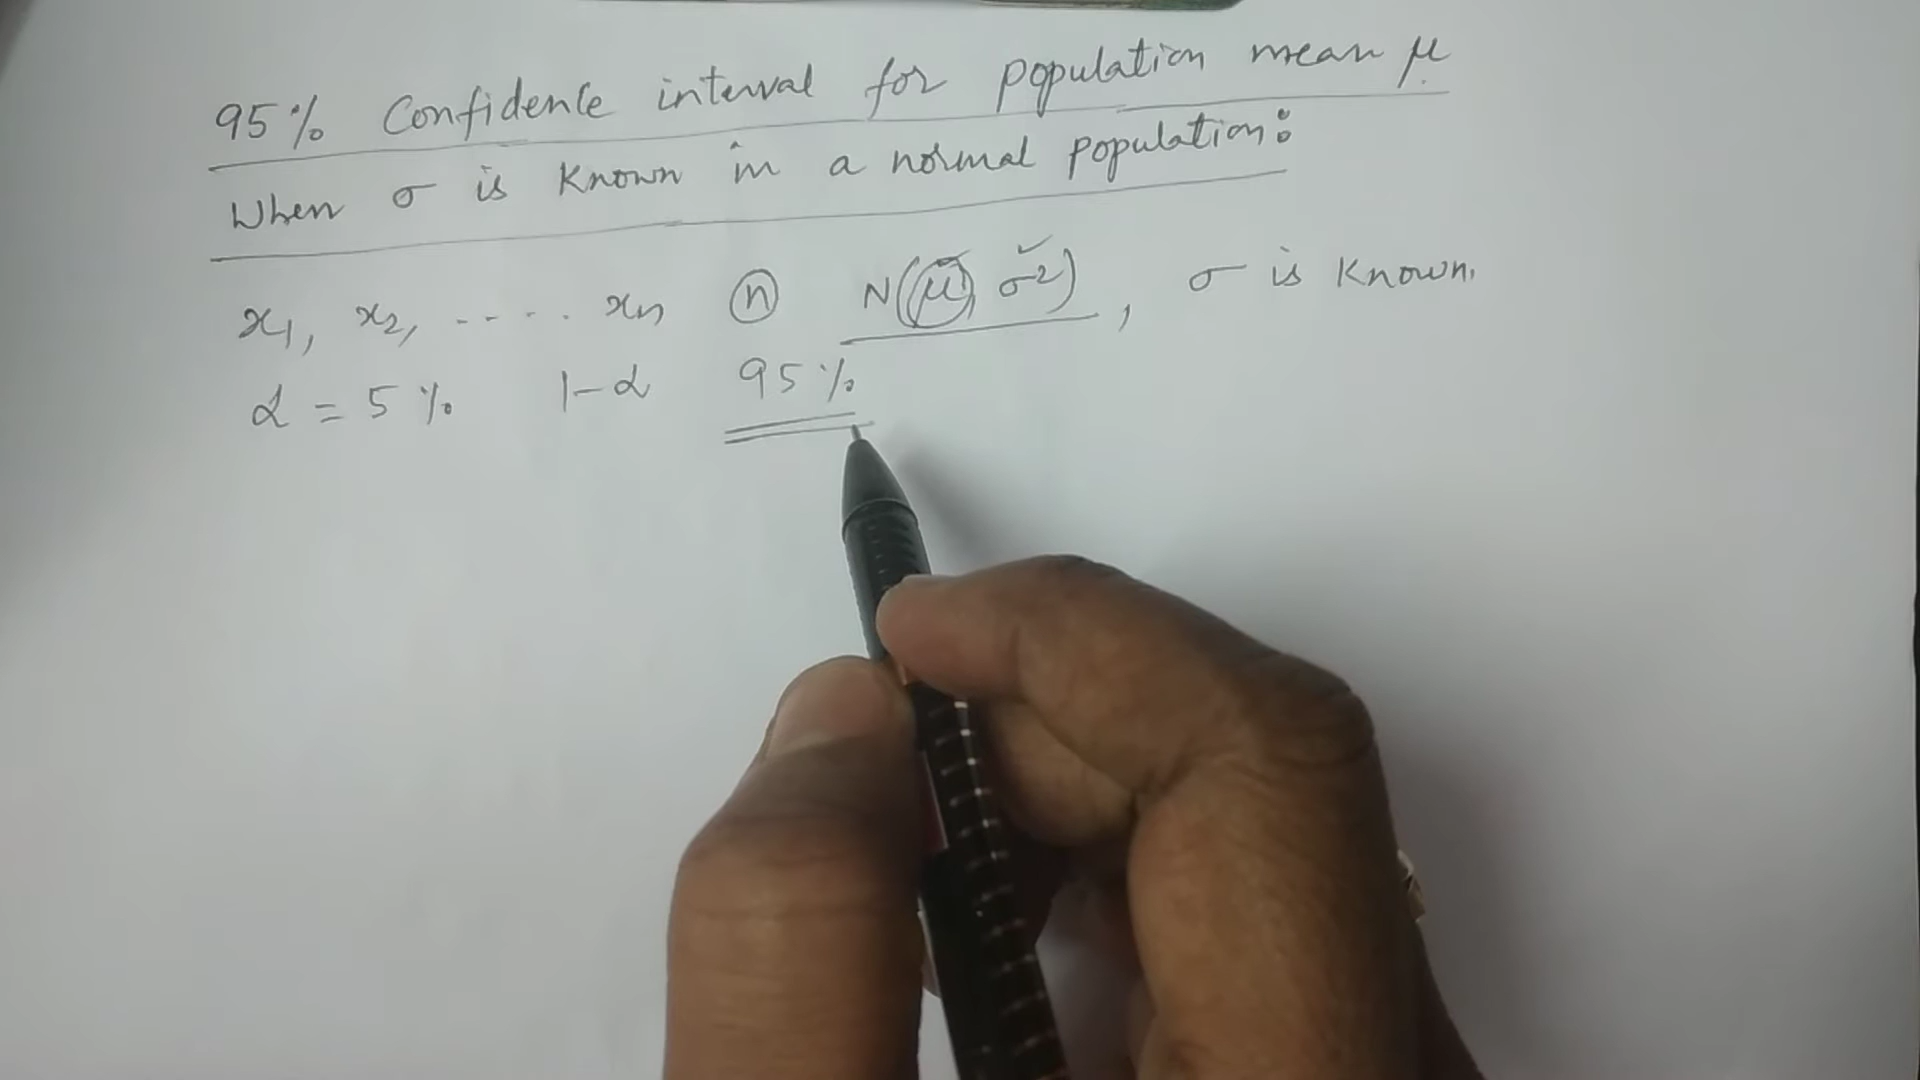 95% Confidence interval for population mean μ
When σ is known in a normal population:
x₁, x₂, ..... xₙ n N(μ, σ²), σ is known.
α = 5% 1-α 95%